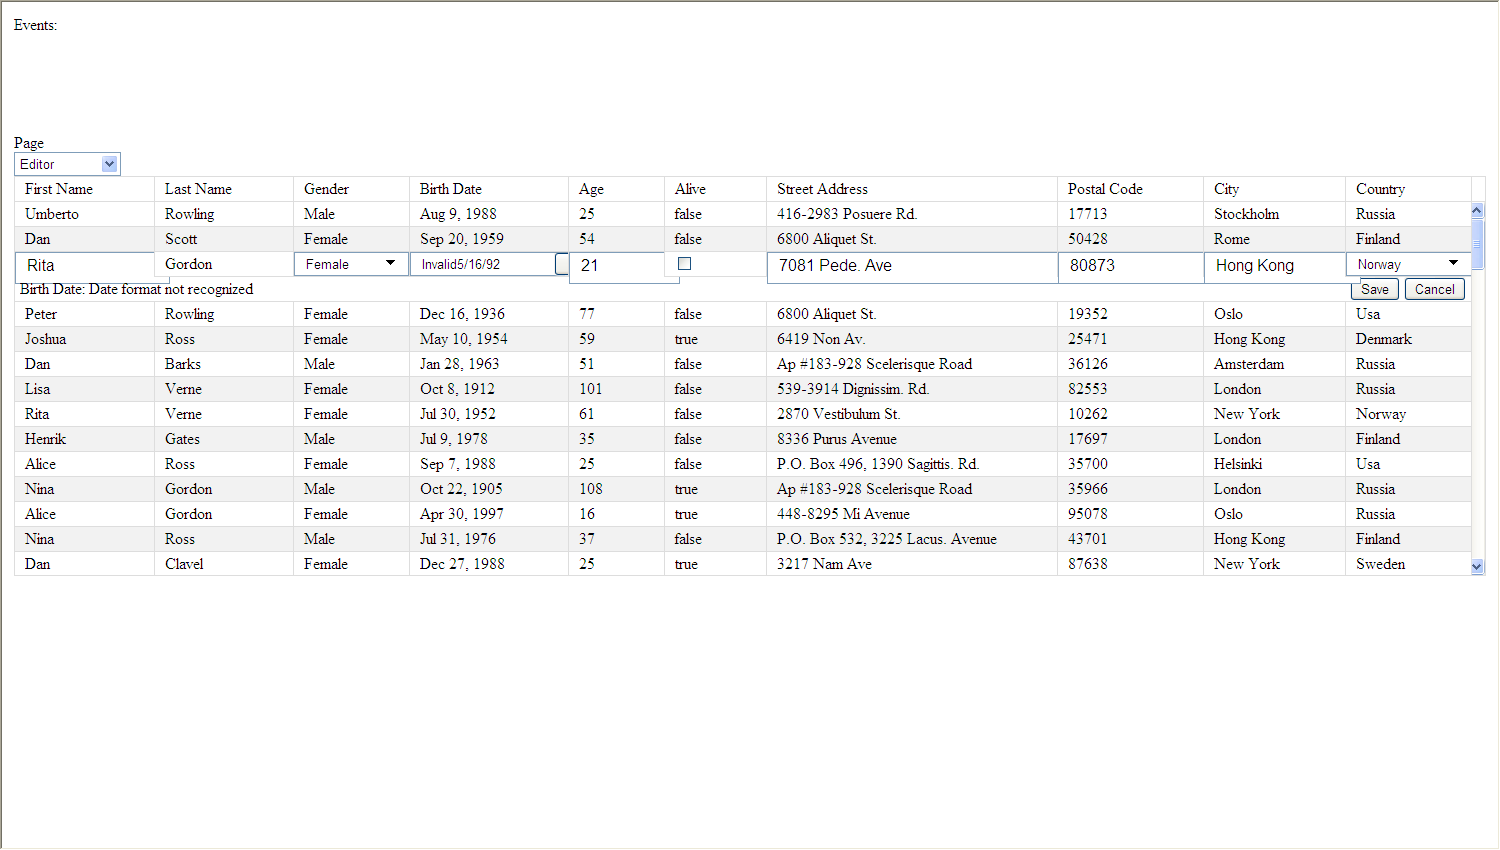 Events:
Page
Editor
First Name Last Name Gender Birth Date Age Alive Street Address Postal Code City Country
Umberto Rowling Male Aug 9, 1988 25 false 416-2983 Posuere Rd. 17713 Stockholm Russia
Dan Scott Female Sep 20, 1959 54 false 6800 Aliquet St. 50428 Rome Finland
Rita Gordon Female Invalid5/16/92 21 7081 Pede. Ave 80873 Hong Kong Norway
Birth Date: Date format not recognized Save Cancel
Peter Rowling Female Dec 16, 1936 77 false 6800 Aliquet St. 19352 Oslo Usa
Joshua Ross Female May 10, 1954 59 true 6419 Non Av. 25471 Hong Kong Denmark
Dan Barks Male Jan 28, 1963 51 false Ap #183-928 Scelerisque Road 36126 Amsterdam Russia
Lisa Verne Female Oct 8, 1912 101 false 539-3914 Dignissim. Rd. 82553 London Russia
Rita Verne Female Jul 30, 1952 61 false 2870 Vestibulum St. 10262 New York Norway
Henrik Gates Male Jul 9, 1978 35 false 8336 Purus Avenue 17697 London Finland
Alice Ross Female Sep 7, 1988 25 false P.O. Box 496, 1390 Sagittis. Rd. 35700 Helsinki Usa
Nina Gordon Male Oct 22, 1905 108 true Ap #183-928 Scelerisque Road 35966 London Russia
Alice Gordon Female Apr 30, 1997 16 true 448-8295 Mi Avenue 95078 Oslo Russia
Nina Ross Male Jul 31, 1976 37 false P.O. Box 532, 3225 Lacus. Avenue 43701 Hong Kong Finland
Dan Clavel Female Dec 27, 1988 25 true 3217 Nam Ave 87638 New York Sweden